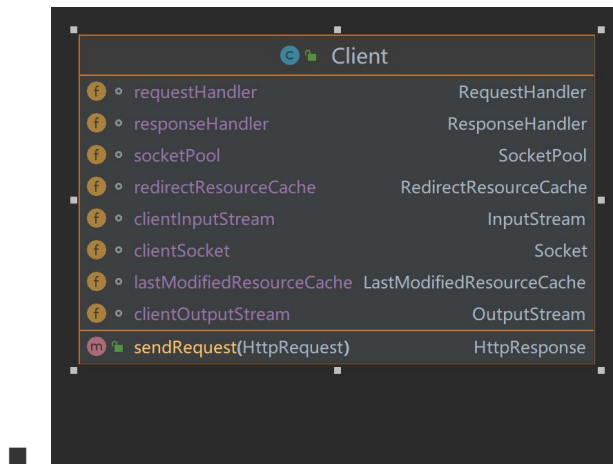 Client
requestHandler RequestHandler
responseHandler ResponseHandler
socketPool SocketPool
redirectResourceCache RedirectResourceCache
clientInputStream InputStream
clientSocket Socket
lastModifiedResourceCache LastModifiedResourceCache
clientOutputStream OutputStream
sendRequest(HttpRequest) HttpResponse